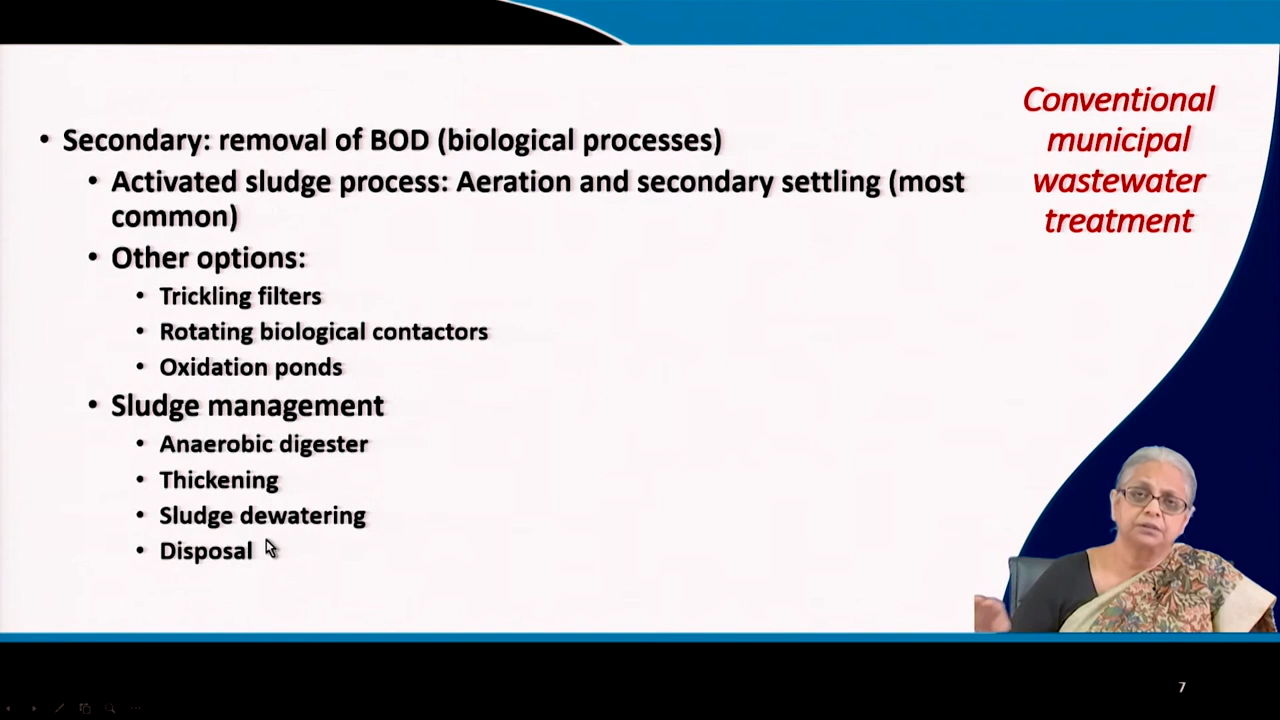 • Secondary: removal of BOD (biological processes)
• Activated sludge process: Aeration and secondary settling (most
common)
• Other options:
• Trickling filters
• Rotating biological contactors
• Oxidation ponds
• Sludge management
• Anaerobic digester
• Thickening
• Sludge dewatering
• Disposal
Conventional
municipal
wastewater
treatment
7